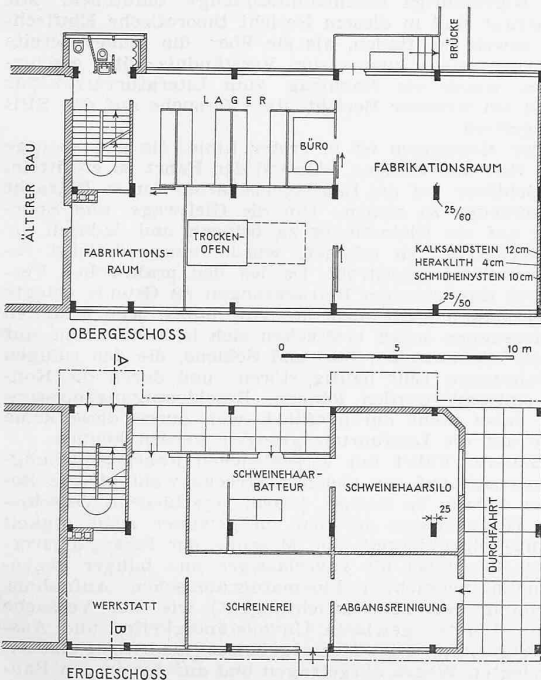 BRÜCKE
LAGER
BÜRO
FABRIKATIONSRAUM
ÄLTERER BAU
25/60
TROCKEN-
OFEN
FABRIKATIONS-
RAUM
KALKSANDSTEIN 12cm
HERAKLITH 4cm
SCHMIDHEINYSTEIN 10cm
25/50
OBERGESCHOSS
0 5 10 m
A
SCHWEINEHAAR-
BATTEUR
SCHWEINEHAARSILO
25
DURCHFAHRT
WERKSTATT
SCHREINEREI
ABGANGSREINIGUNG
B
ERDGESCHOSS